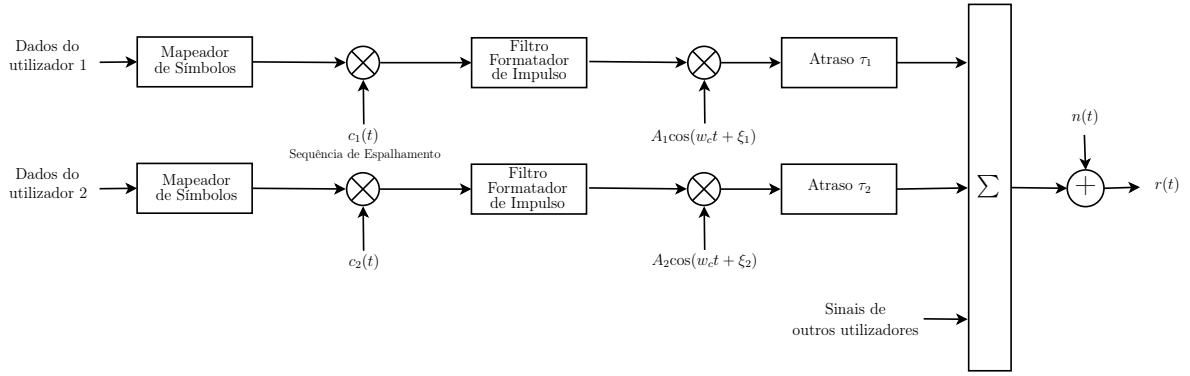 Dados do
utilizador 1
Mapeador
de Símbolos
c₁(t)
Sequência de Espalhamento
Filtro
Formatador
de Impulso
A₁cos(w꜀t + ξ₁)
Atraso τ₁
Dados do
utilizador 2
Mapeador
de Símbolos
c₂(t)
Filtro
Formatador
de Impulso
A₂cos(w꜀t + ξ₂)
Atraso τ₂
Sinais de
outros utilizadores
∑
n(t)
+
r(t)